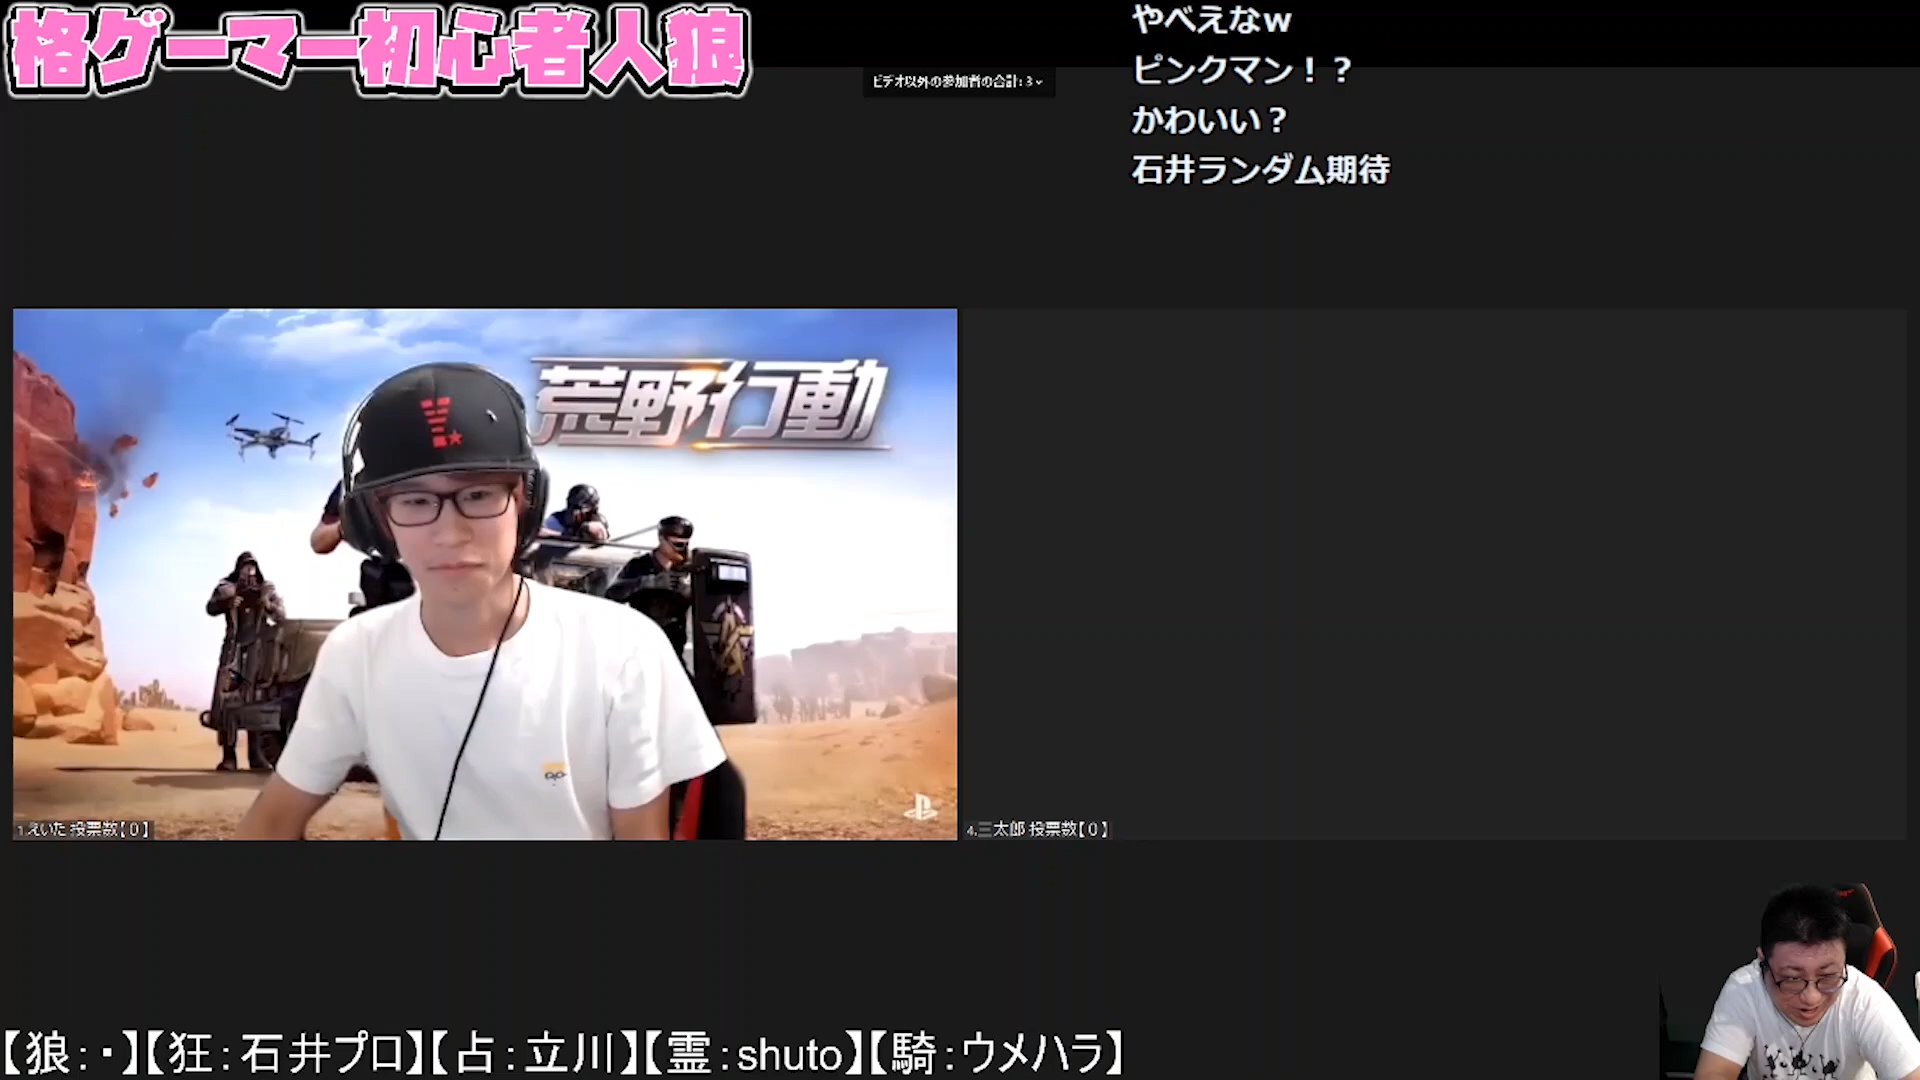 格ゲーマー初心者人狼
ビデオ以外の参加者の合計: 3
やべえなw
ピンクマン！？
かわいい？
石井ランダム期待
荒野行動
1.えいた 投票数【0】
4.三太郎 投票数【0】
【狼:・】【狂:石井プロ】【占:立川】【霊:shuto】【騎:ウメハラ】